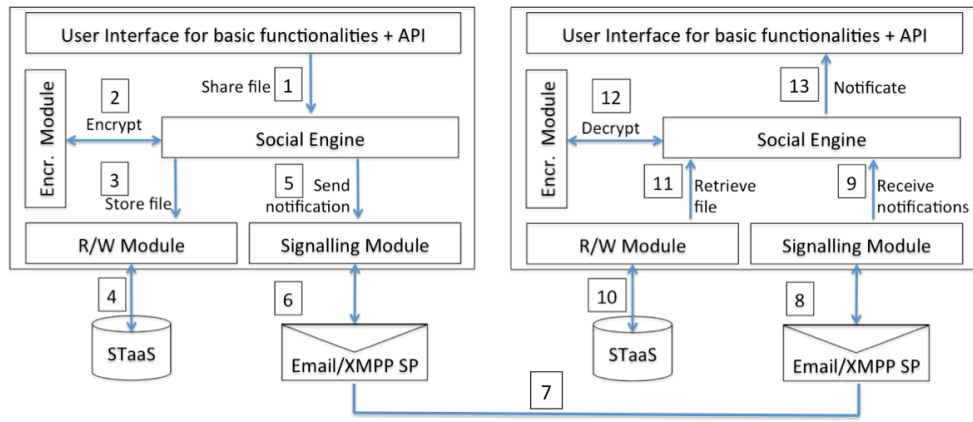 User Interface for basic functionalities + API
Share file
1
2
Encrypt
Encr. Module
Social Engine
3
Store file
5
Send
notification
R/W Module
Signalling Module
4
6
STaaS
Email/XMPP SP
7
User Interface for basic functionalities + API
13
Notificate
12
Decrypt
Encr. Module
Social Engine
11
Retrieve
file
9
Receive
notifications
R/W Module
Signalling Module
10
8
STaaS
Email/XMPP SP